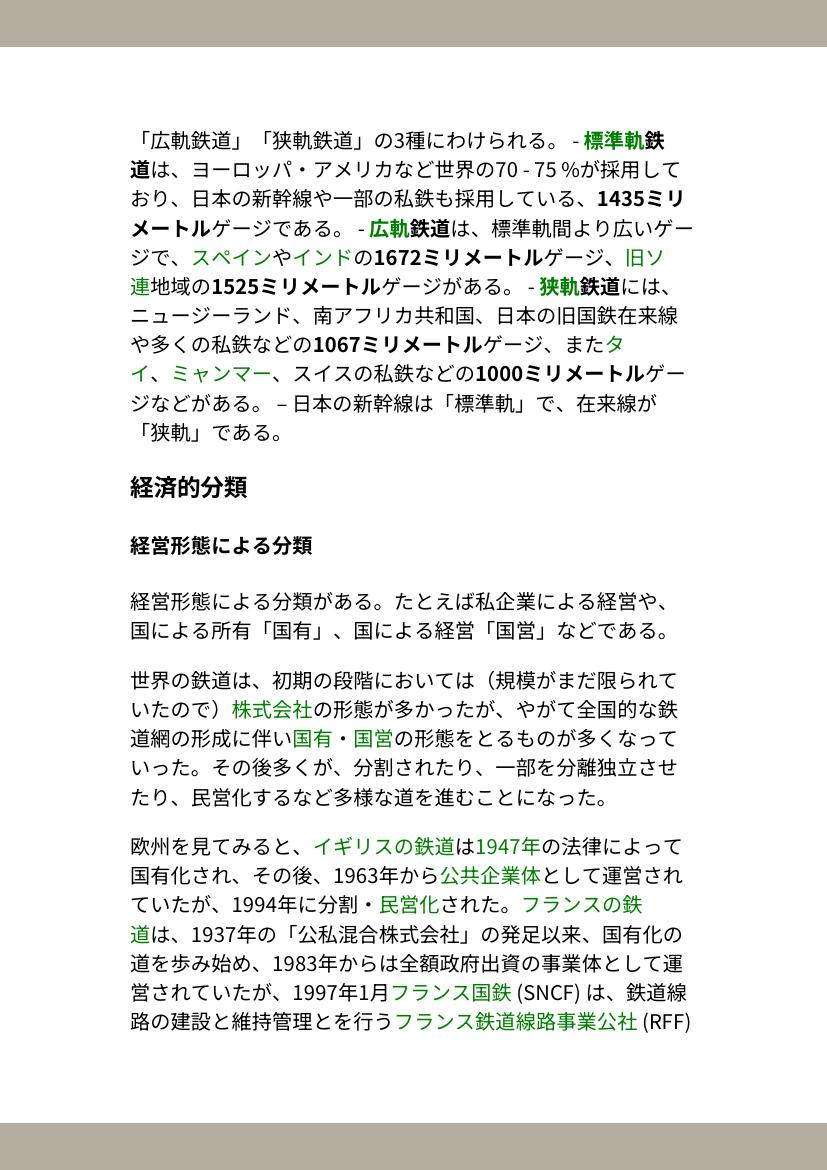 「広軌鉄道」「狭軌鉄道」の3種にわけられる。 - 標準軌鉄
道は、ヨーロッパ・アメリカなど世界の70 - 75 %が採用して
おり、日本の新幹線や一部の私鉄も採用している、1435ミリ
メートルゲージである。 - 広軌鉄道は、標準軌間より広いゲー
ジで、スペインやインドの1672ミリメートルゲージ、旧ソ
連地域の1525ミリメートルゲージがある。 - 狭軌鉄道には、
ニュージーランド、南アフリカ共和国、日本の旧国鉄在来線
や多くの私鉄などの1067ミリメートルゲージ、またタ
イ、ミャンマー、スイスの私鉄などの1000ミリメートルゲー
ジなどがある。 – 日本の新幹線は「標準軌」で、在来線が
「狭軌」である。
経済的分類
経営形態による分類
経営形態による分類がある。たとえば私企業による経営や、
国による所有「国有」、国による経営「国営」などである。
世界の鉄道は、初期の段階においては（規模がまだ限られて
いたので）株式会社の形態が多かったが、やがて全国的な鉄
道網の形成に伴い国有・国営の形態をとるものが多くなって
いった。その後多くが、分割されたり、一部を分離独立させ
たり、民営化するなど多様な道を進むことになった。
欧州を見てみると、イギリスの鉄道は1947年の法律によって
国有化され、その後、1963年から公共企業体として運営され
ていたが、1994年に分割・民営化された。フランスの鉄
道は、1937年の「公私混合株式会社」の発足以来、国有化の
道を歩み始め、1983年からは全額政府出資の事業体として運
営されていたが、1997年1月フランス国鉄 (SNCF) は、鉄道線
路の建設と維持管理とを行うフランス鉄道線路事業公社 (RFF)